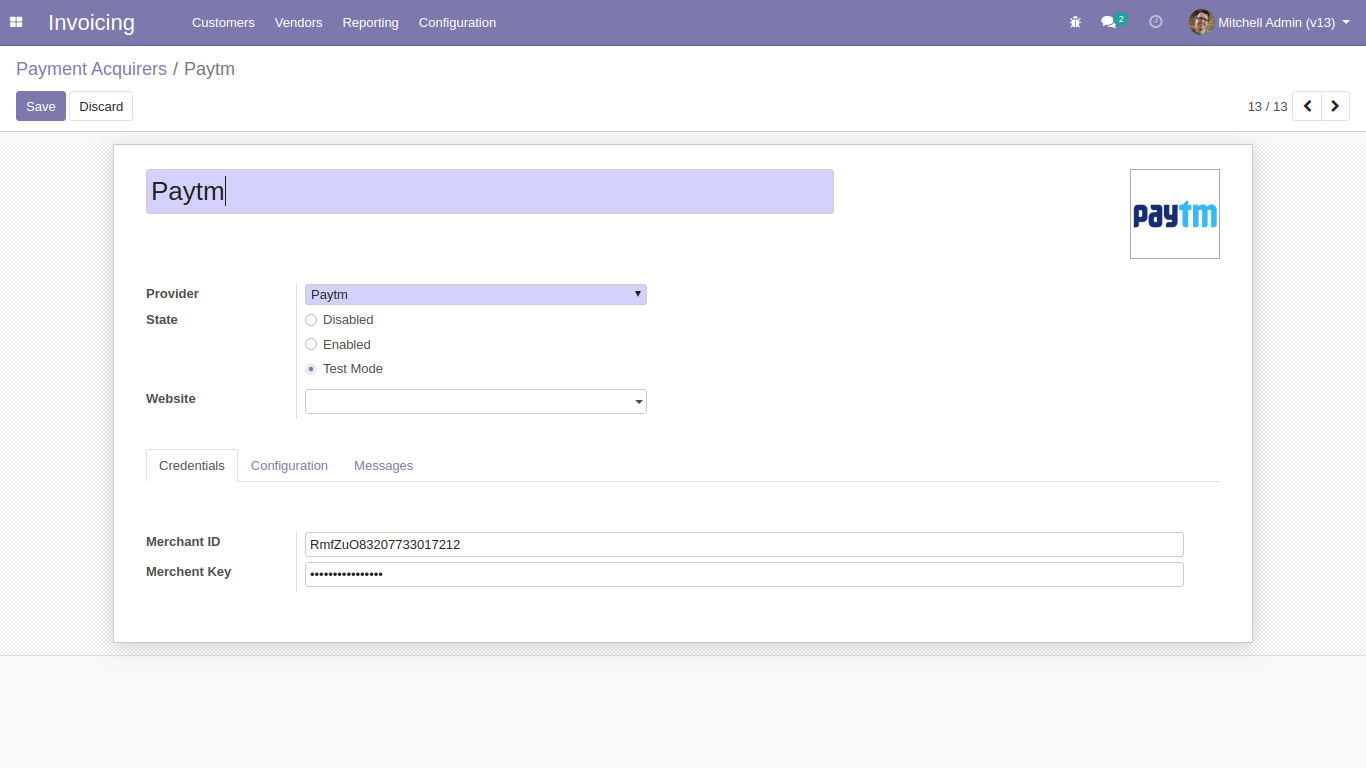 Invoicing Customers Vendors Reporting Configuration 2 Mitchell Admin (v13)
Payment Acquirers / Paytm
Save Discard 13 / 13
Paytm
paytm
Provider Paytm
State Disabled
Enabled
Test Mode
Website
Credentials Configuration Messages
Merchant ID RmfZuO83207733017212
Merchent Key ••••••••••••••••